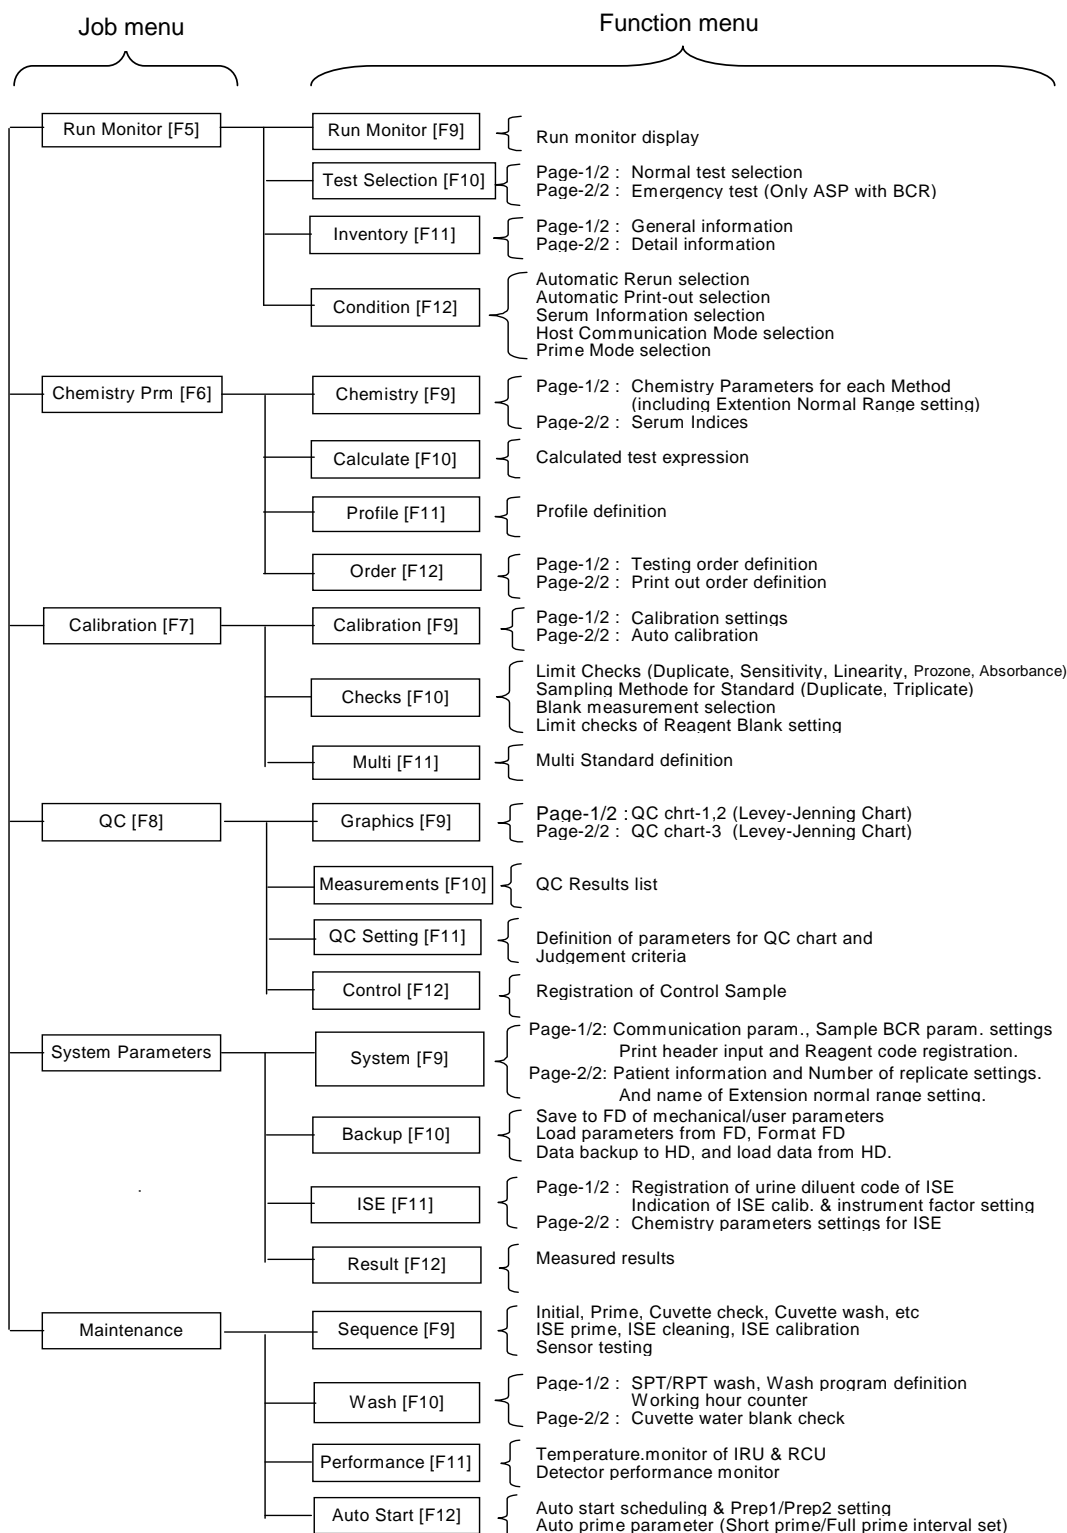 Job menu
Function menu
Run Monitor [F5]
Run Monitor [F9]
Run monitor display
Test Selection [F10]
Page-1/2 : Normal test selection
Page-2/2 : Emergency test (Only ASP with BCR)
Inventory [F11]
Page-1/2 : General information
Page-2/2 : Detail information
Condition [F12]
Automatic Rerun selection
Automatic Print-out selection
Serum Information selection
Host Communication Mode selection
Prime Mode selection
Chemistry Prm [F6]
Chemistry [F9]
Page-1/2 : Chemistry Parameters for each Method
(including Extention Normal Range setting)
Page-2/2 : Serum Indices
Calculate [F10]
Calculated test expression
Profile [F11]
Profile definition
Order [F12]
Page-1/2 : Testing order definition
Page-2/2 : Print out order definition
Calibration [F7]
Calibration [F9]
Page-1/2 : Calibration settings
Page-2/2 : Auto calibration
Checks [F10]
Limit Checks (Duplicate, Sensitivity, Linearity, Prozone, Absorbance)
Sampling Methode for Standard (Duplicate, Triplicate)
Blank measurement selection
Limit checks of Reagent Blank setting
Multi [F11]
Multi Standard definition
QC [F8]
Graphics [F9]
Page-1/2 : QC chrt-1,2 (Levey-Jenning Chart)
Page-2/2 : QC chart-3 (Levey-Jenning Chart)
Measurements [F10]
QC Results list
QC Setting [F11]
Definition of parameters for QC chart and
Judgement criteria
Control [F12]
Registration of Control Sample
System Parameters
System [F9]
Page-1/2: Communication param., Sample BCR param. settings
Print header input and Reagent code registration.
Page-2/2: Patient information and Number of replicate settings.
And name of Extension normal range setting.
Backup [F10]
Save to FD of mechanical/user parameters
Load parameters from FD, Format FD
Data backup to HD, and load data from HD.
ISE [F11]
Page-1/2 : Registration of urine diluent code of ISE
Indication of ISE calib. & instrument factor setting
Page-2/2 : Chemistry parameters settings for ISE
Result [F12]
Measured results
Maintenance
Sequence [F9]
Initial, Prime, Cuvette check, Cuvette wash, etc
ISE prime, ISE cleaning, ISE calibration
Sensor testing
Wash [F10]
Page-1/2 : SPT/RPT wash, Wash program definition
Working hour counter
Page-2/2 : Cuvette water blank check
Performance [F11]
Temperature.monitor of IRU & RCU
Detector performance monitor
Auto Start [F12]
Auto start scheduling & Prep1/Prep2 setting
Auto prime parameter (Short prime/Full prime interval set)